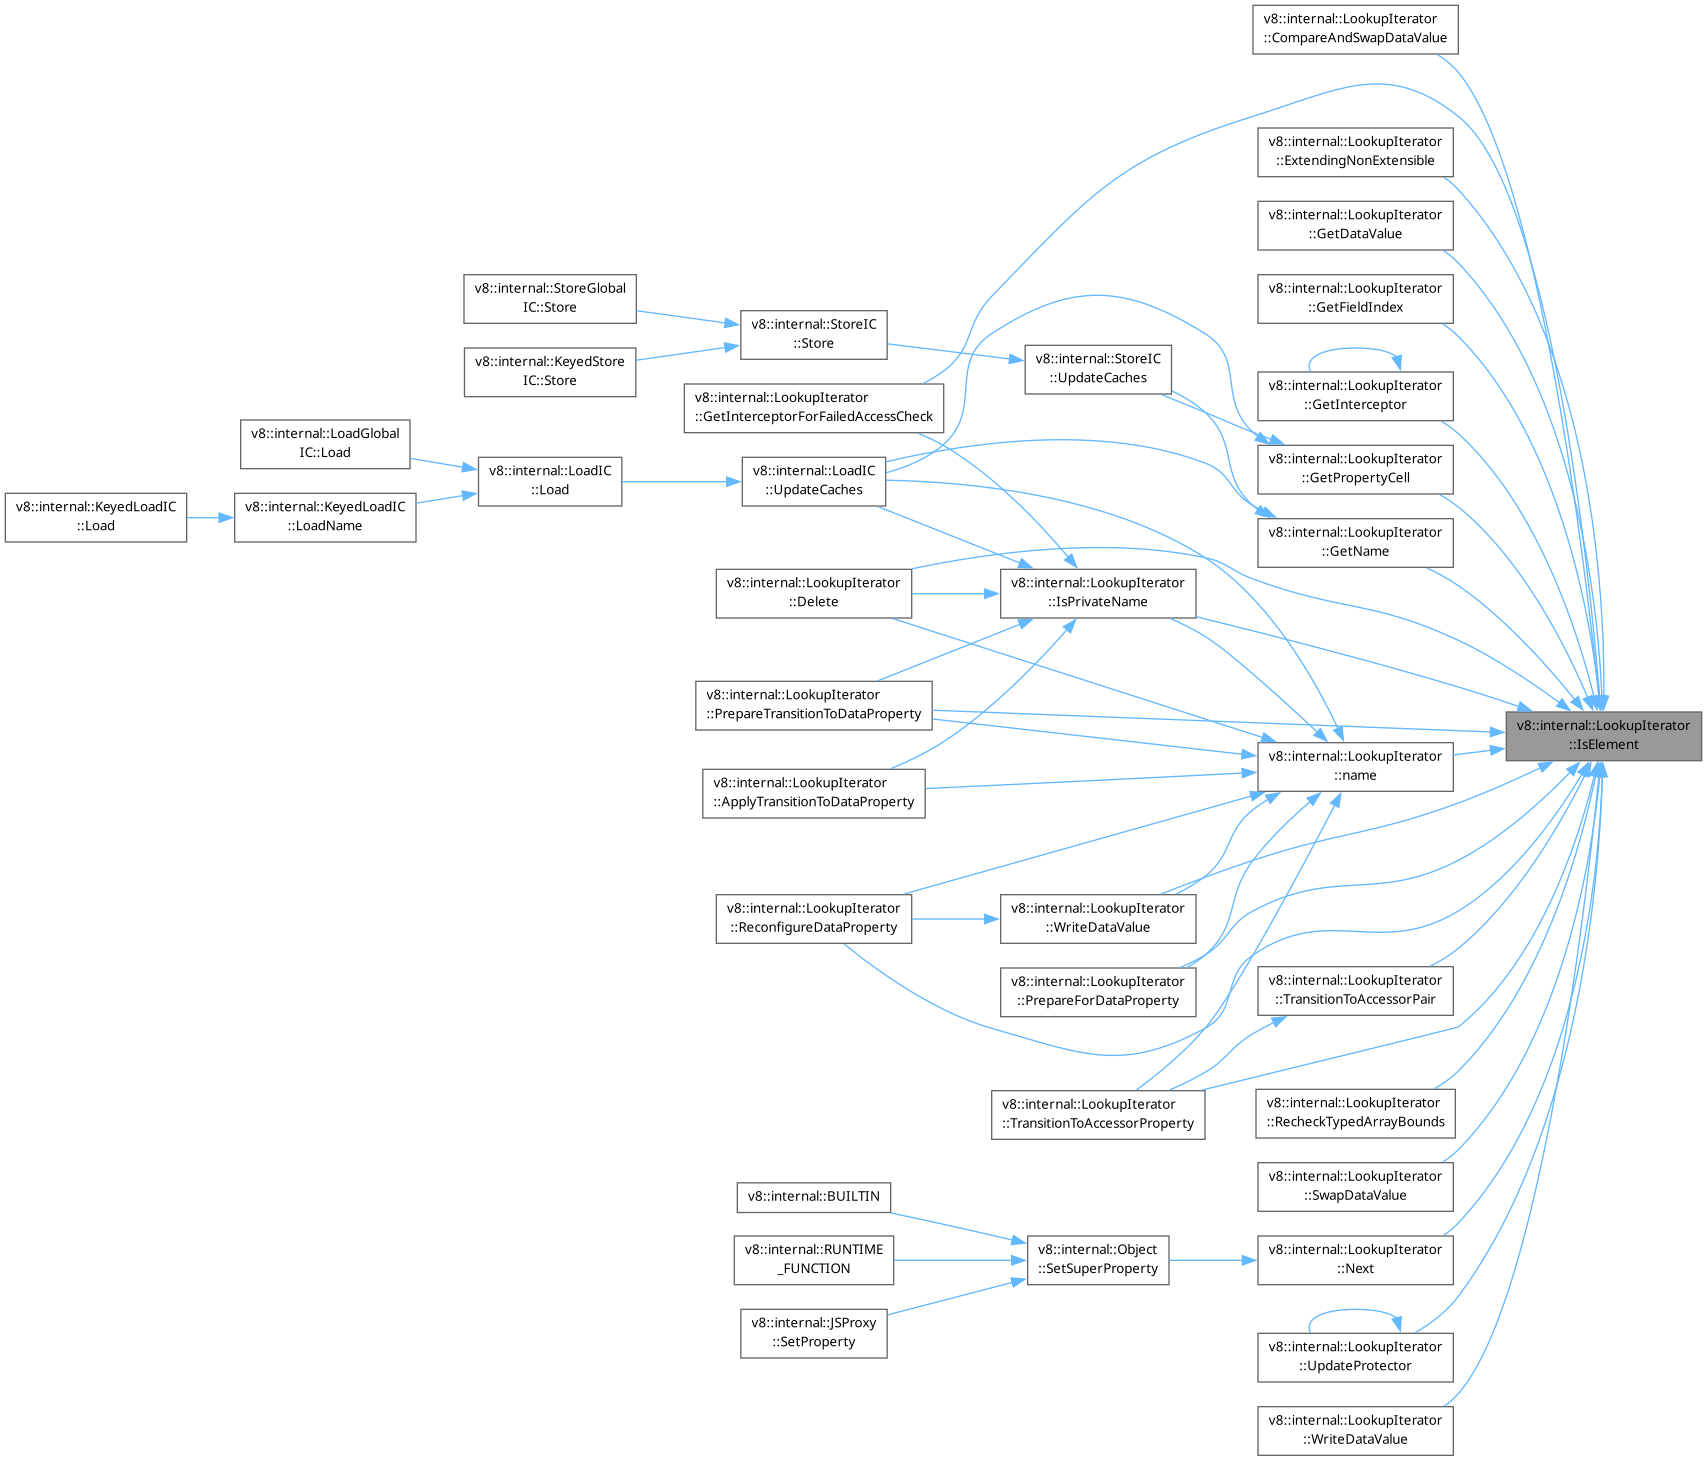 v8::internal::LookupIterator
::CompareAndSwapDataValue
v8::internal::LookupIterator
::ExtendingNonExtensible
v8::internal::LookupIterator
::GetDataValue
v8::internal::StoreGlobal
IC::Store
v8::internal::LookupIterator
::GetFieldIndex
v8::internal::StoreIC
::Store
v8::internal::KeyedStore
IC::Store
v8::internal::StoreIC
::UpdateCaches
v8::internal::LookupIterator
::GetInterceptor
v8::internal::LookupIterator
::GetInterceptorForFailedAccessCheck
v8::internal::LoadGlobal
IC::Load
v8::internal::LoadIC
::Load
v8::internal::LoadIC
::UpdateCaches
v8::internal::LookupIterator
::GetPropertyCell
v8::internal::KeyedLoadIC
::Load
v8::internal::KeyedLoadIC
::LoadName
v8::internal::LookupIterator
::GetName
v8::internal::LookupIterator
::Delete
v8::internal::LookupIterator
::IsPrivateName
v8::internal::LookupIterator
::PrepareTransitionToDataProperty
v8::internal::LookupIterator
::IsElement
v8::internal::LookupIterator
::name
v8::internal::LookupIterator
::ApplyTransitionToDataProperty
v8::internal::LookupIterator
::ReconfigureDataProperty
v8::internal::LookupIterator
::WriteDataValue
v8::internal::LookupIterator
::PrepareForDataProperty
v8::internal::LookupIterator
::TransitionToAccessorPair
v8::internal::LookupIterator
::TransitionToAccessorProperty
v8::internal::LookupIterator
::RecheckTypedArrayBounds
v8::internal::LookupIterator
::SwapDataValue
v8::internal::BUILTIN
v8::internal::RUNTIME
_FUNCTION
v8::internal::Object
::SetSuperProperty
v8::internal::LookupIterator
::Next
v8::internal::JSProxy
::SetProperty
v8::internal::LookupIterator
::UpdateProtector
v8::internal::LookupIterator
::WriteDataValue